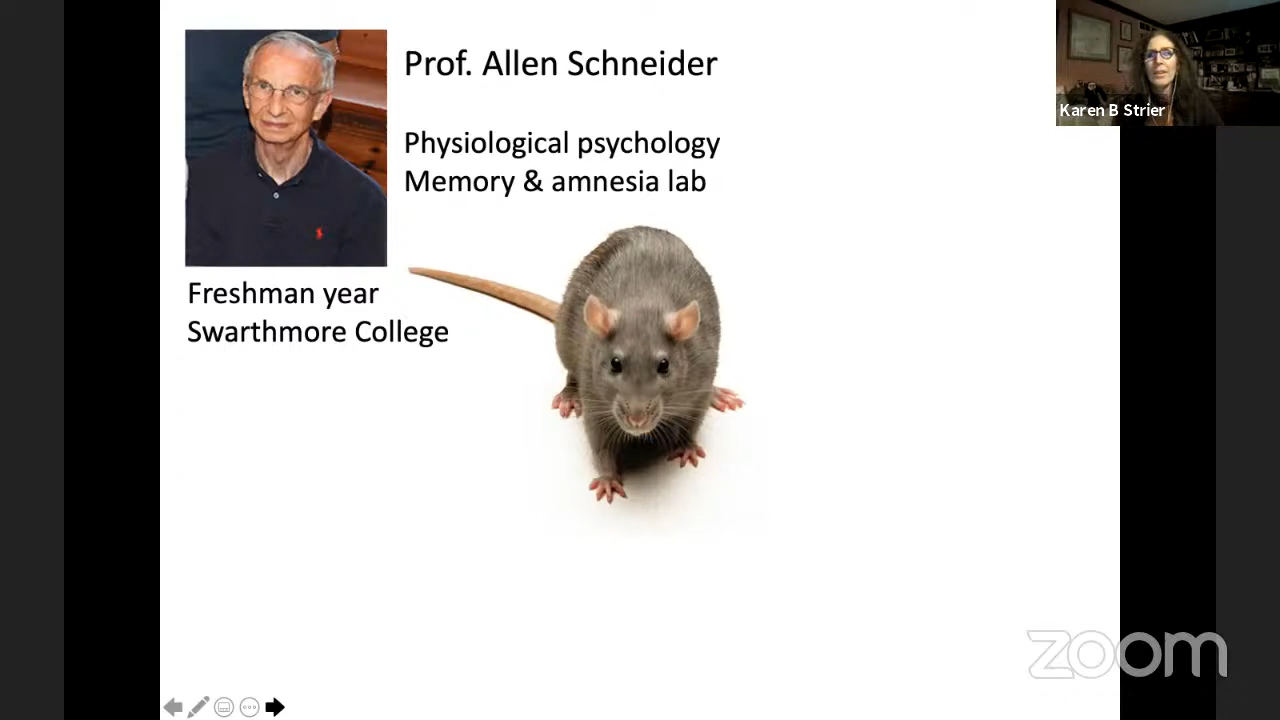 Prof. Allen Schneider
Physiological psychology
Memory & amnesia lab
Freshman year
Swarthmore College
Karen B Strier
zoom